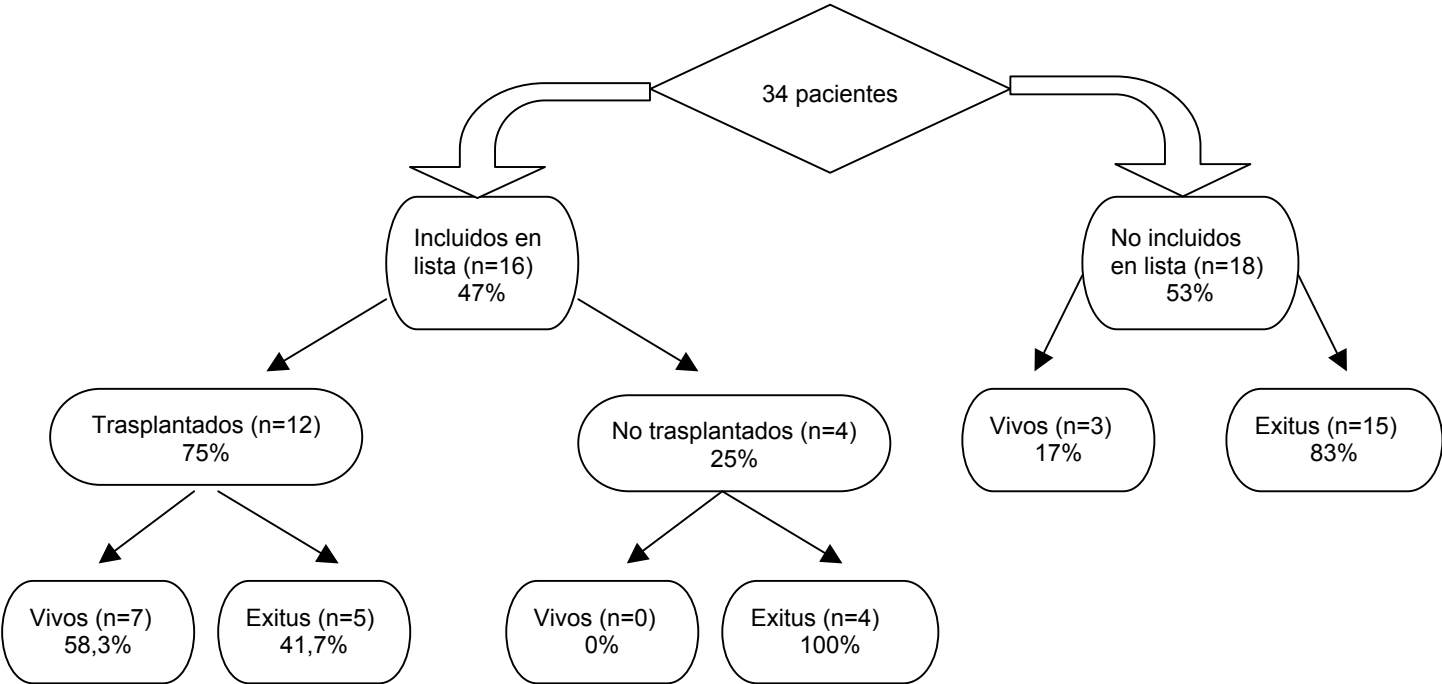 34 pacientes
Incluidos en
lista (n=16)
47%
No incluidos
en lista (n=18)
53%
Trasplantados (n=12)
75%
No trasplantados (n=4)
25%
Vivos (n=3)
17%
Exitus (n=15)
83%
Vivos (n=7)
58,3%
Exitus (n=5)
41,7%
Vivos (n=0)
0%
Exitus (n=4)
100%